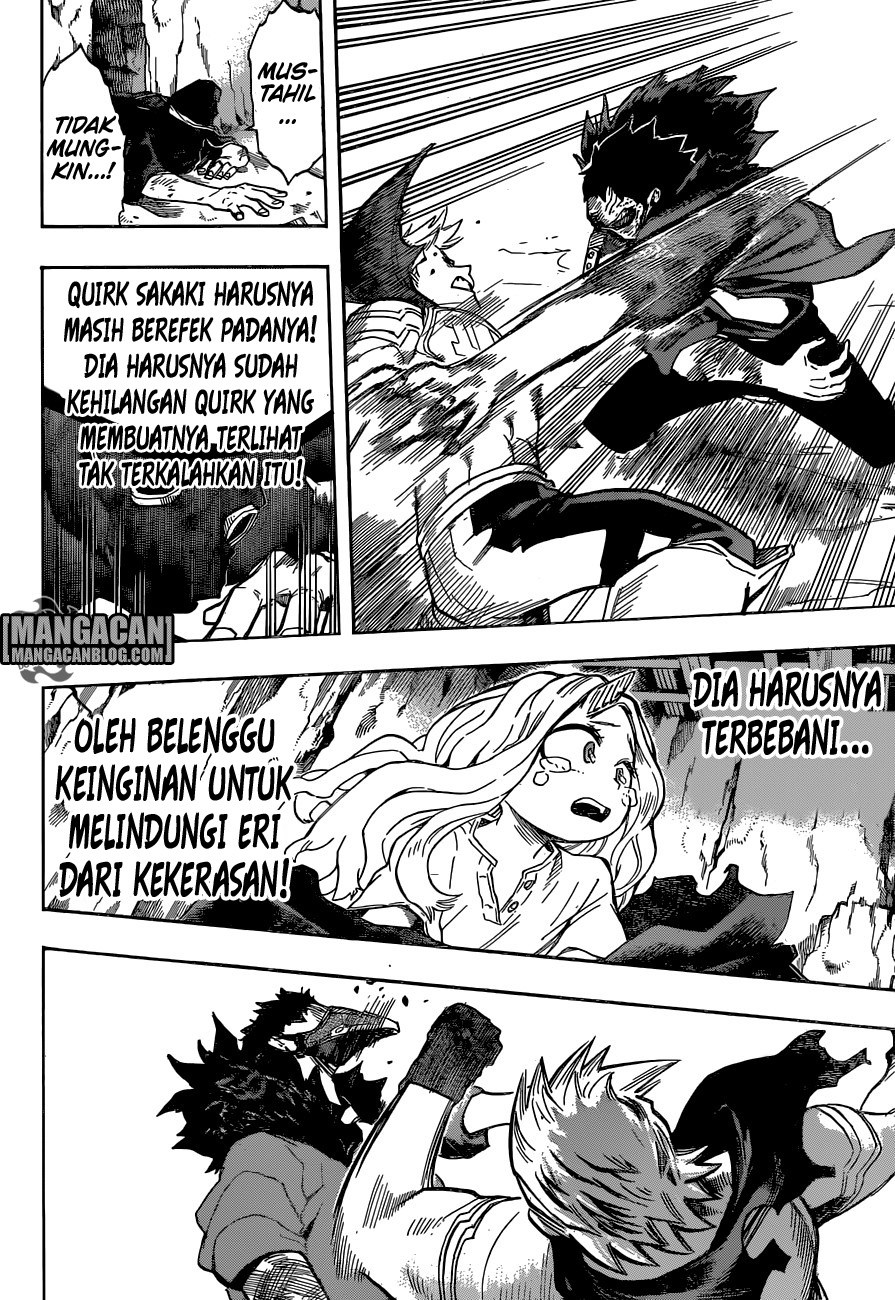 MUS-
TAHIL
...
TIDAK
MUNG-
KIN...!
QUIRK SAKAKI HARUSNYA
MASIH BEREFEK PADANYA!
DIA HARUSNYA SUDAH
KEHILANGAN QUIRK YANG
MEMBUATNYA TERLIHAT
TAK TERKALAHKAN ITU!
[MANGACAN]
MANGACANBLOG.COM
DIA HARUSNYA
TERBEBANI...
OLEH BELENGGU
KEINGINAN UNTUK
MELINDUNGI ERI
DARI KEKERASAN!